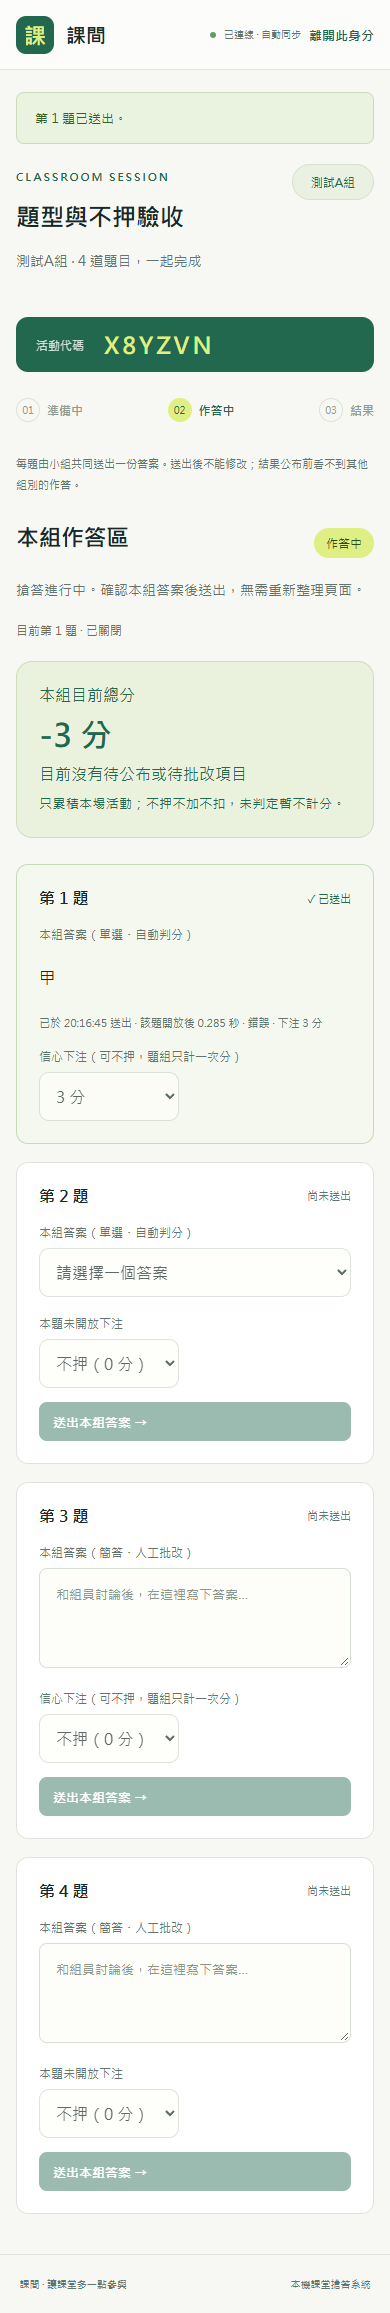 課 課間 已連線 · 自動同步 離開此身分
第 1 題已送出。
CLASSROOM SESSION 測試A組
題型與不押驗收
測試A組 · 4 道題目，一起完成
活動代碼 X8YZVN
01 準備中 02 作答中 03 結果
每題由小組共同送出一份答案。送出後不能修改；結果公布前看不到其他
組別的作答。
本組作答區 作答中
搶答進行中。確認本組答案後送出，無需重新整理頁面。
目前第 1 題 · 已關閉
本組目前總分
-3 分
目前沒有待公布或待批改項目
只累積本場活動；不押不加不扣，未判定暫不計分。
第 1 題 ✓ 已送出
本組答案（單選 · 自動判分）
甲
已於 20:16:45 送出 · 該題開放後 0.285 秒 · 錯誤 · 下注 3 分
信心下注（可不押，題組只計一次分）
3 分
第 2 題 尚未送出
本組答案（單選 · 自動判分）
請選擇一個答案
本題未開放下注
不押（0 分）
送出本組答案 →
第 3 題 尚未送出
本組答案（簡答 · 人工批改）
和組員討論後，在這裡寫下答案...
信心下注（可不押，題組只計一次分）
不押（0 分）
送出本組答案 →
第 4 題 尚未送出
本組答案（簡答 · 人工批改）
和組員討論後，在這裡寫下答案...
本題未開放下注
不押（0 分）
送出本組答案 →
課間 · 讓課堂多一點參與 本機課堂搶答系統